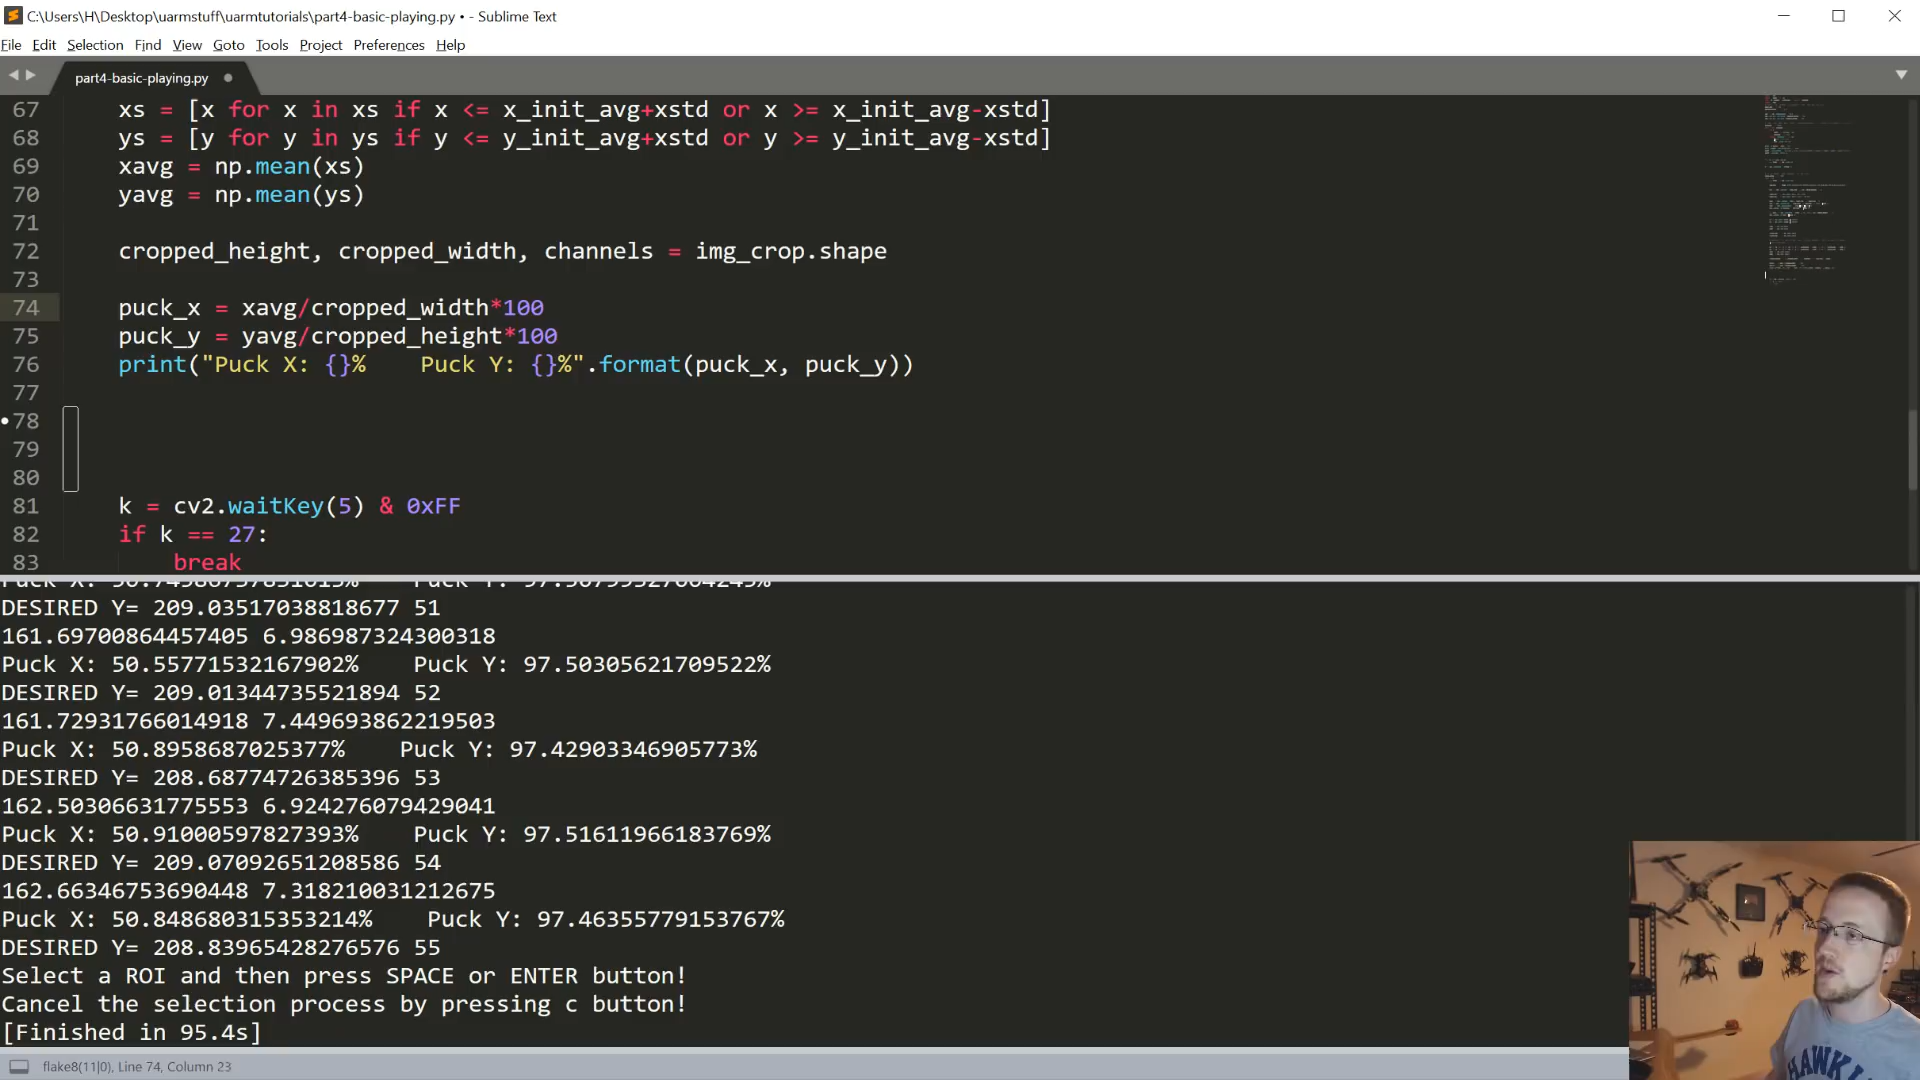 C:\Users\H\Desktop\uarmstuff\uarmtutorials\part4-basic-playing.py • - Sublime Text
File Edit Selection Find View Goto Tools Project Preferences Help
part4-basic-playing.py
67 xs = [x for x in xs if x <= x_init_avg+xstd or x >= x_init_avg-xstd]
68 ys = [y for y in ys if y <= y_init_avg+xstd or y >= y_init_avg-xstd]
69 xavg = np.mean(xs)
70 yavg = np.mean(ys)
71
72 cropped_height, cropped_width, channels = img_crop.shape
73
74 puck_x = xavg/cropped_width*100
75 puck_y = yavg/cropped_height*100
76 print("Puck X: {}%    Puck Y: {}%".format(puck_x, puck_y))
77
78
79
80
81 k = cv2.waitKey(5) & 0xFF
82 if k == 27:
83 break
DESIRED Y= 209.03517038818677 51
161.69700864457405 6.986987324300318
Puck X: 50.55771532167902%    Puck Y: 97.50305621709522%
DESIRED Y= 209.01344735521894 52
161.72931766014918 7.449693862219503
Puck X: 50.8958687025377%    Puck Y: 97.42903346905773%
DESIRED Y= 208.68774726385396 53
162.50306631775553 6.924276079429041
Puck X: 50.91000597827393%    Puck Y: 97.51611966183769%
DESIRED Y= 209.07092651208586 54
162.66346753690448 7.318210031212675
Puck X: 50.848680315353214%    Puck Y: 97.46355779153767%
DESIRED Y= 208.83965428276576 55
Select a ROI and then press SPACE or ENTER button!
Cancel the selection process by pressing c button!
[Finished in 95.4s]
flake8(11|0), Line 74, Column 23